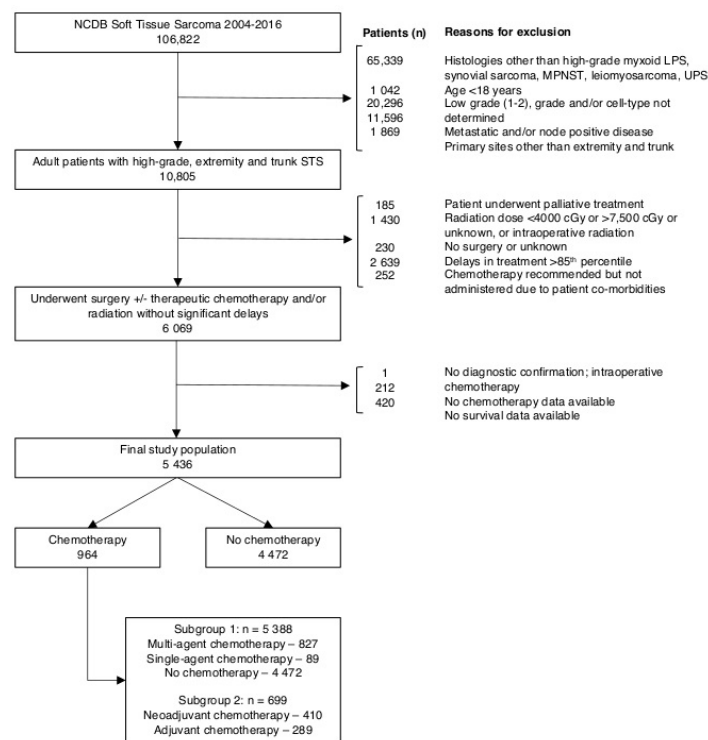 NCDB Soft Tissue Sarcoma 2004-2016
106,822
Patients (n) Reasons for exclusion
65,339 Histologies other than high-grade myxoid LPS,
synovial sarcoma, MPNST, leiomyosarcoma, UPS
1 042 Age <18 years
20,296 Low grade (1-2), grade and/or cell-type not
11,596 determined
1 869 Metastatic and/or node positive disease
Primary sites other than extremity and trunk
Adult patients with high-grade, extremity and trunk STS
10,805
185 Patient underwent palliative treatment
1 430 Radiation dose <4000 cGy or >7,500 cGy or
unknown, or intraoperative radiation
230 No surgery or unknown
2 639 Delays in treatment >85th percentile
252 Chemotherapy recommended but not
administered due to patient co-morbidities
Underwent surgery +/- therapeutic chemotherapy and/or
radiation without significant delays
6 069
1 No diagnostic confirmation; intraoperative
212 chemotherapy
420 No chemotherapy data available
No survival data available
Final study population
5 436
Chemotherapy
964
No chemotherapy
4 472
Subgroup 1: n = 5 388
Multi-agent chemotherapy – 827
Single-agent chemotherapy – 89
No chemotherapy – 4 472
Subgroup 2: n = 699
Neoadjuvant chemotherapy – 410
Adjuvant chemotherapy – 289